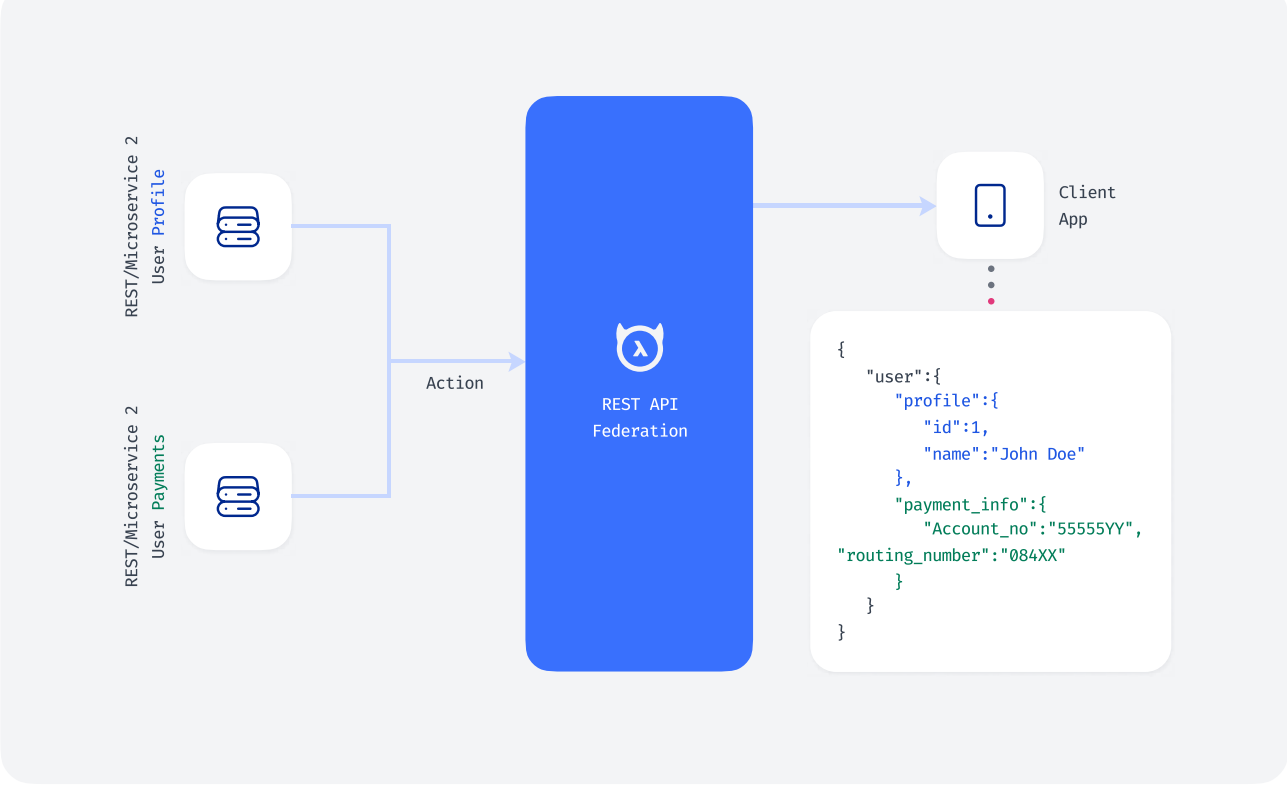 REST/Microservice 2
User Profile
REST/Microservice 2
User Payments
Action
REST API
Federation
Client
App
{
"user":{
"profile":{
"id":1,
"name":"John Doe"
},
"payment_info":{
"Account_no":"55555YY",
"routing_number":"084XX"
}
}
}